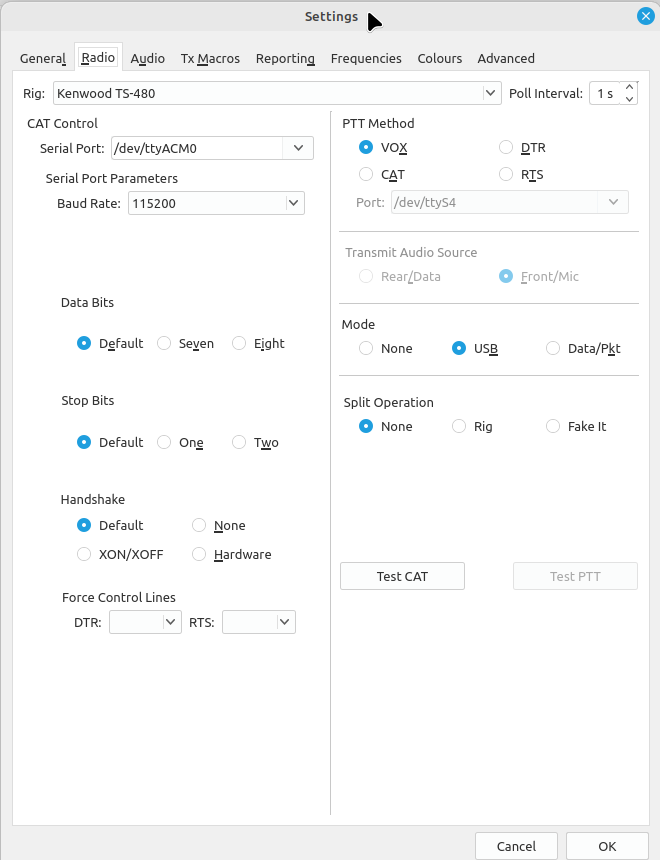 Settings
General Radio Audio Tx Macros Reporting Frequencies Colours Advanced
Rig: Kenwood TS-480 Poll Interval: 1 s
CAT Control
Serial Port: /dev/ttyACM0
Serial Port Parameters
Baud Rate: 115200
Data Bits
Default Seven Eight
Stop Bits
Default One Two
Handshake
Default None
XON/XOFF Hardware
Force Control Lines
DTR: RTS:
PTT Method
VOX DTR
CAT RTS
Port: /dev/ttyS4
Transmit Audio Source
Rear/Data Front/Mic
Mode
None USB Data/Pkt
Split Operation
None Rig Fake It
Test CAT Test PTT
Cancel OK